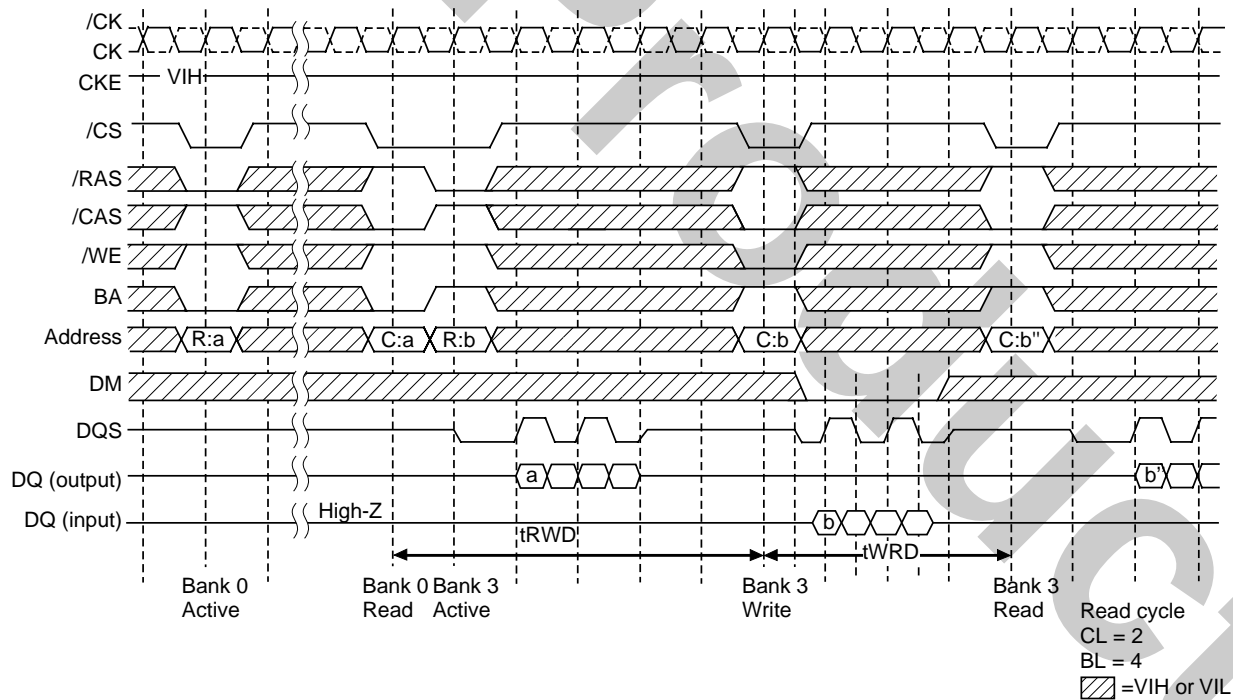 /CK
CK
CKE
VIH
/CS
/RAS
/CAS
/WE
BA
Address
R:a
C:a
R:b
C:b
C:b"
DM
DQS
DQ (output)
a
b'
DQ (input)
High-Z
b
tRWD
tWRD
Bank 0
Active
Bank 0
Read
Bank 3
Active
Bank 3
Write
Bank 3
Read
Read cycle
CL = 2
BL = 4
=VIH or VIL
Product